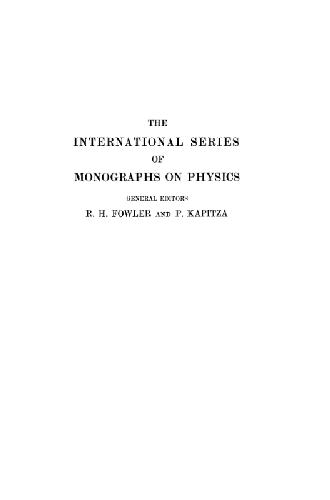 THE
INTERNATIONAL SERIES
OF
MONOGRAPHS ON PHYSICS
GENERAL EDITORS
R. H. FOWLER AND P. KAPITZA